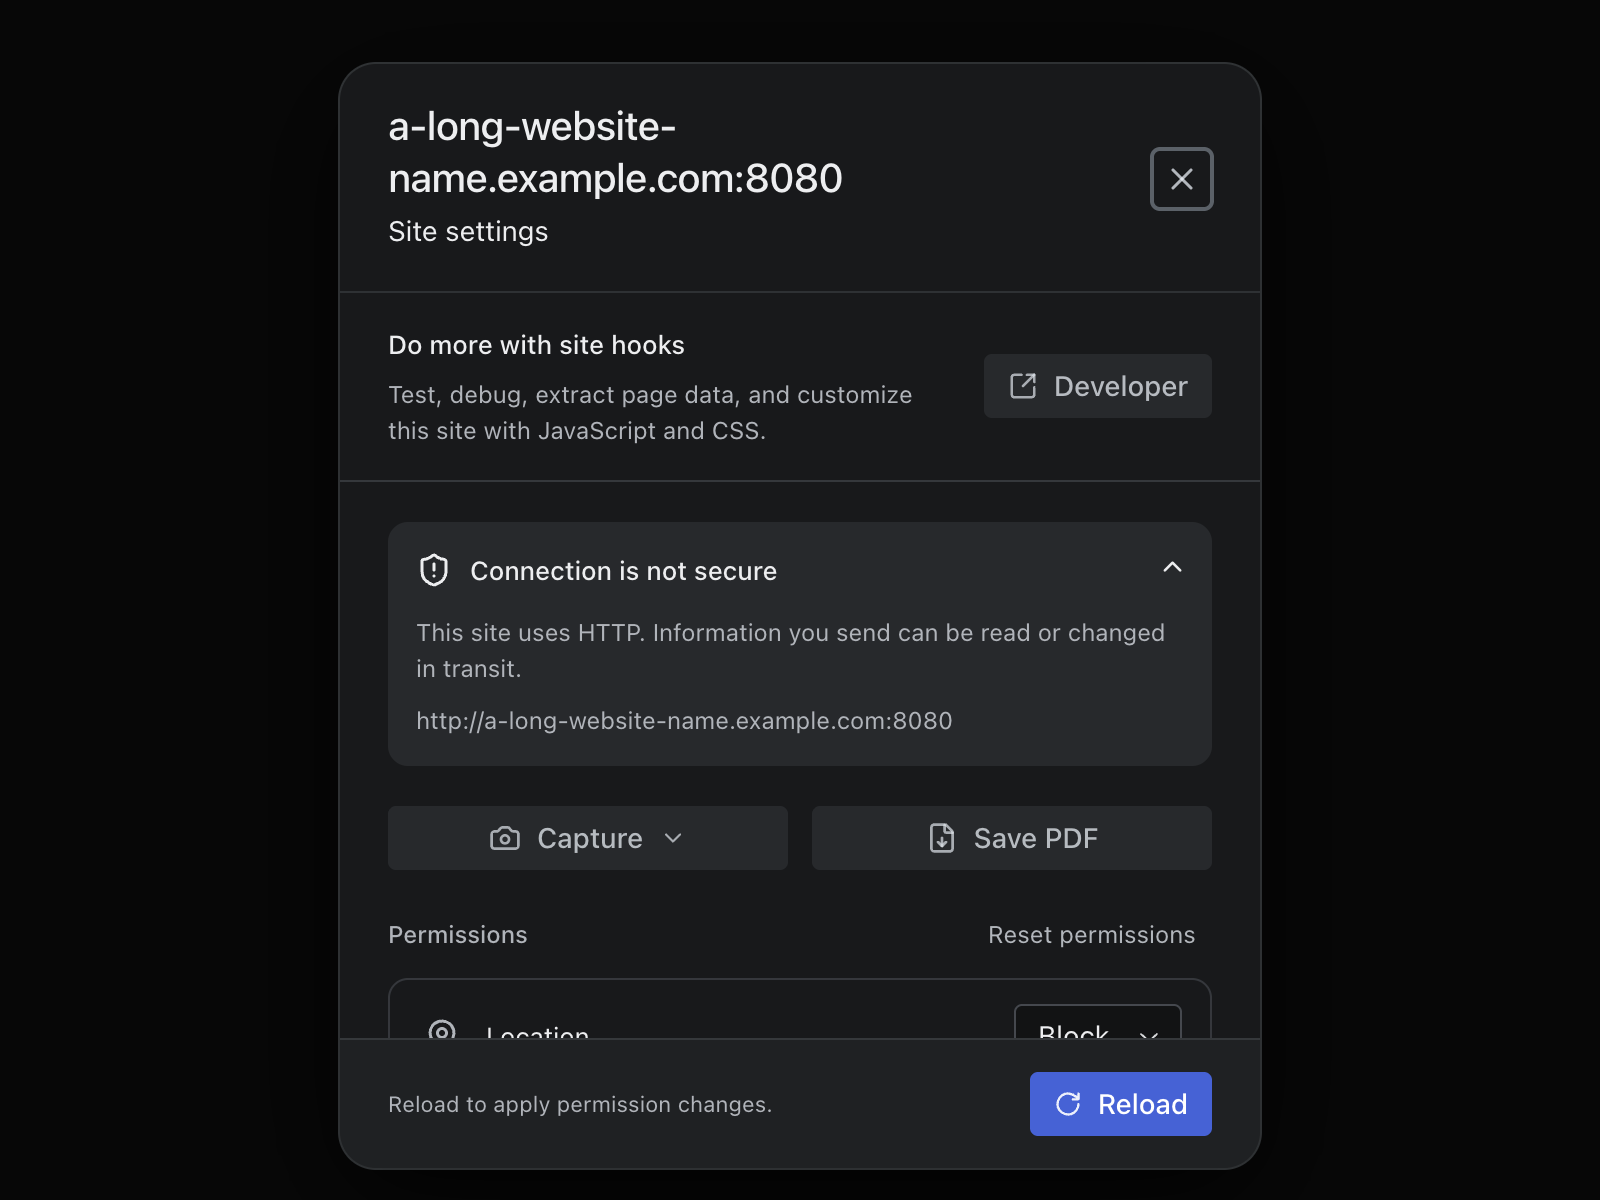 a-long-website-
name.example.com:8080
Site settings
Do more with site hooks
Test, debug, extract page data, and customize
this site with JavaScript and CSS.
Developer
Connection is not secure
This site uses HTTP. Information you send can be read or changed
in transit.
http://a-long-website-name.example.com:8080
Capture
Save PDF
Permissions
Reset permissions
Location
Block
Reload to apply permission changes.
Reload